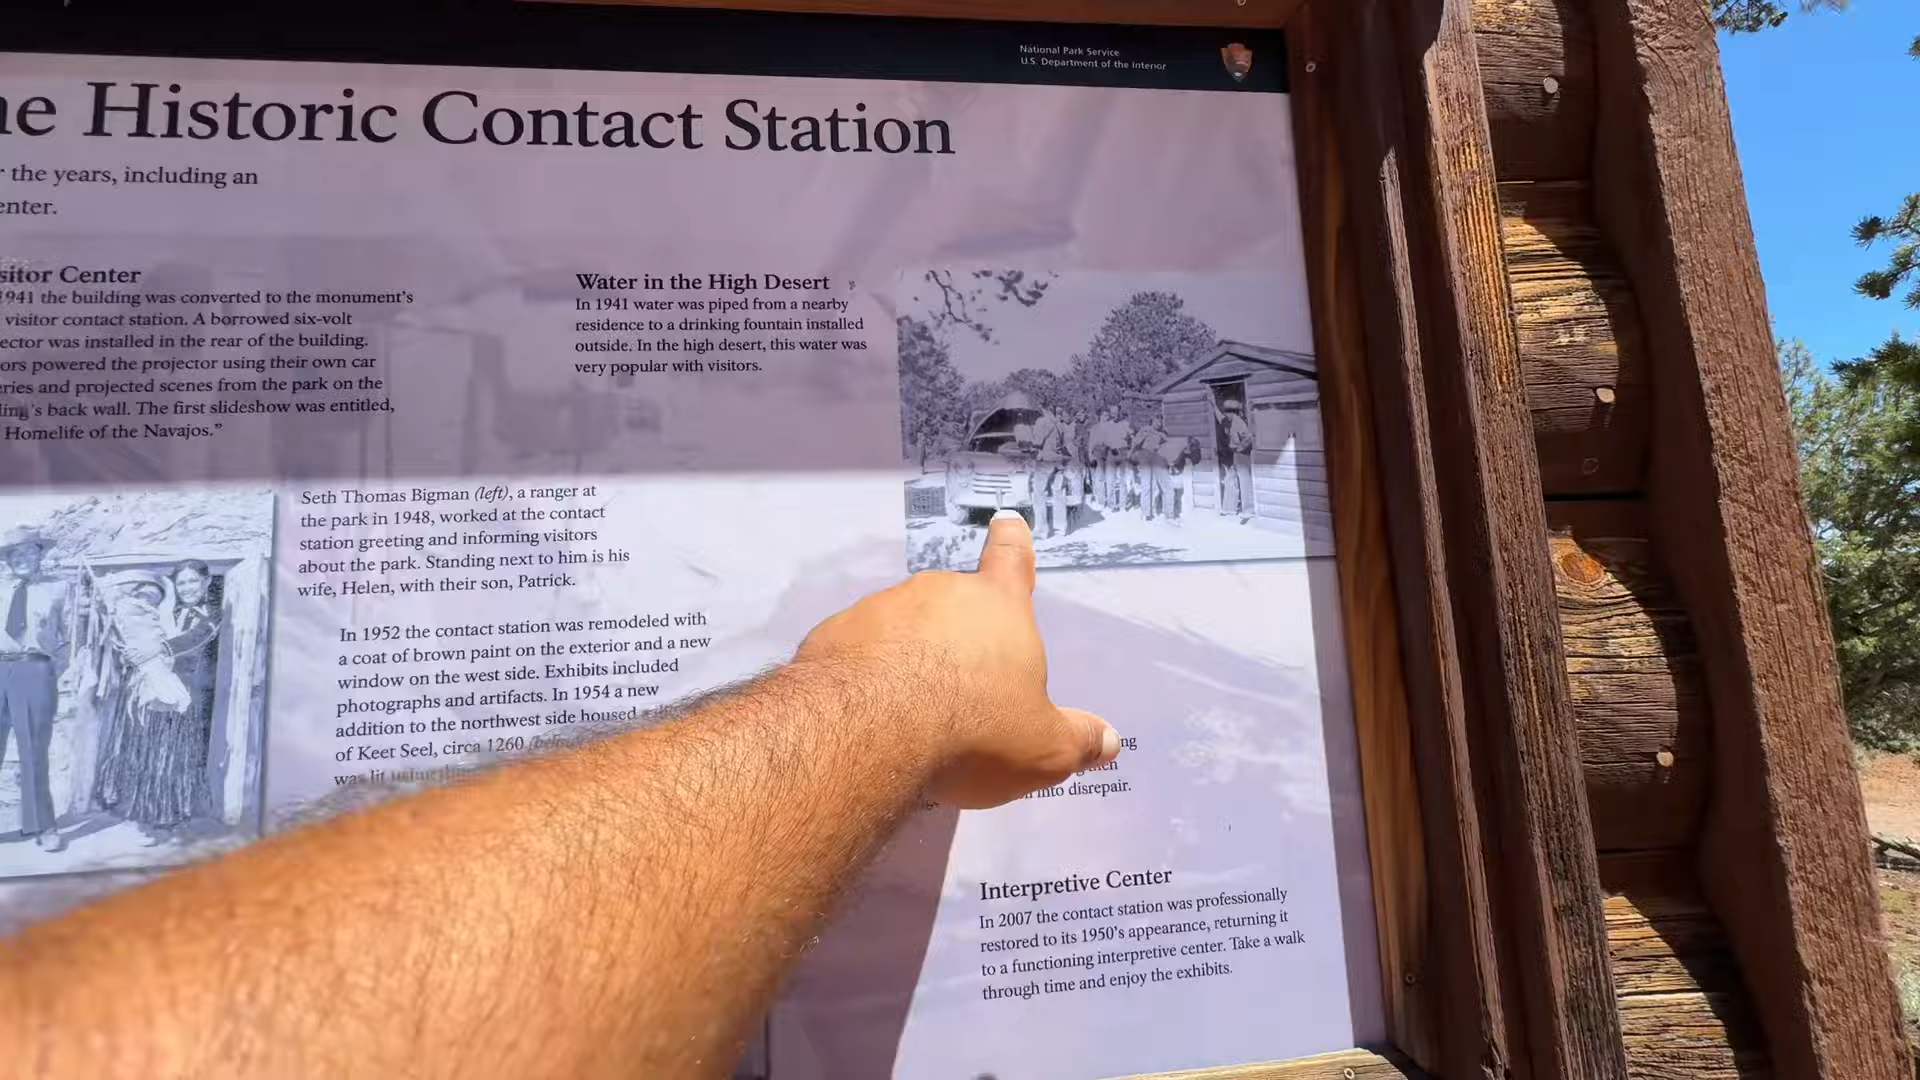 National Park Service
U.S. Department of the Interior
Historic Contact Station
the years, including an
Center
1941 the building was converted to the monument's
visitor contact station. A borrowed six-volt
was installed in the rear of the building.
powered the projector using their own car
and projected scenes from the park on the
back wall. The first slideshow was entitled,
Homelife of the Navajos.”
Water in the High Desert
In 1941 water was piped from a nearby
residence to a drinking fountain installed
outside. In the high desert, this water was
very popular with visitors.
Seth Thomas Bigman (left), a ranger at
the park in 1948, worked at the contact
station greeting and informing visitors
about the park. Standing next to him is his
wife, Helen, with their son, Patrick.
In 1952 the contact station was remodeled with
a coat of brown paint on the exterior and a new
window on the west side. Exhibits included
photographs and artifacts. In 1954 a new
addition to the northwest side housed
of Keet Seel, circa 1260
was lit
into disrepair.
Interpretive Center
In 2007 the contact station was professionally
restored to its 1950's appearance, returning it
to a functioning interpretive center. Take a walk
through time and enjoy the exhibits.